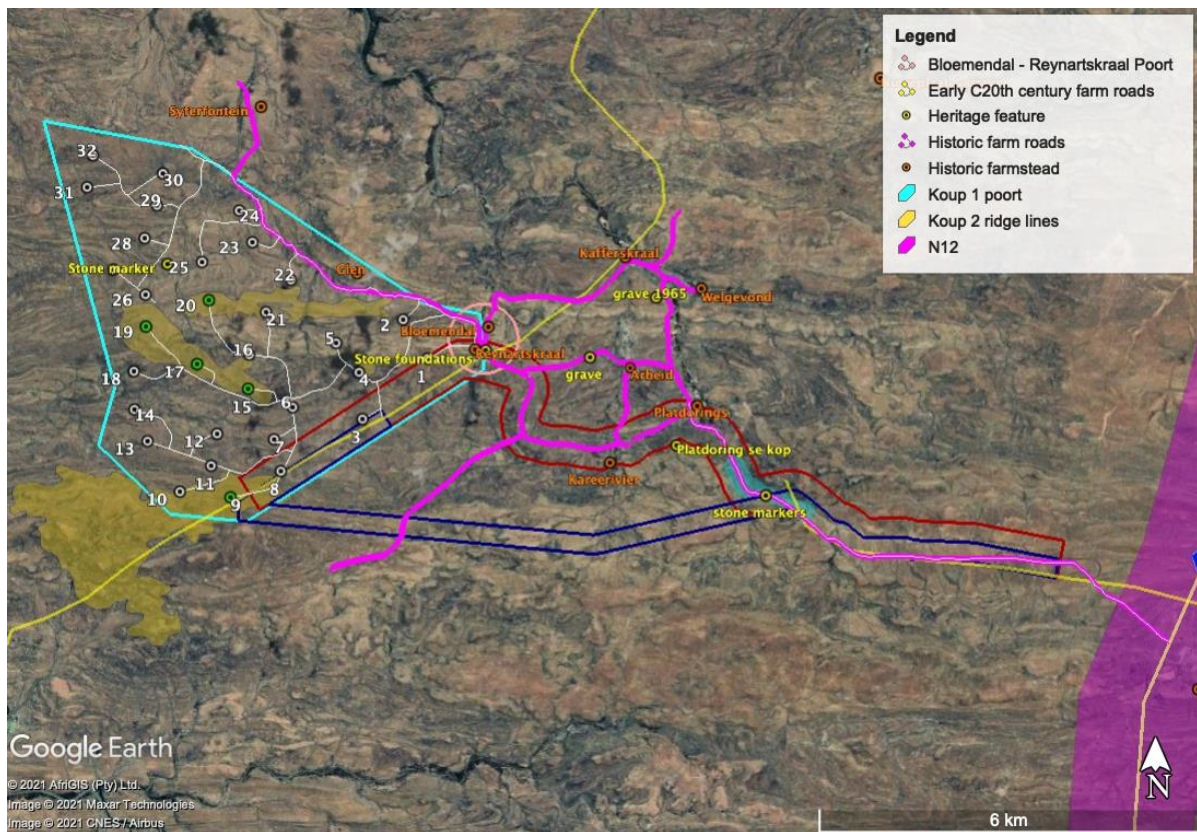 Legend
Bloemendal - Reynartskraal Poort
Early C20th century farm roads
Heritage feature
Historic farm roads
Historic farmstead
Koup 1 poort
Koup 2 ridge lines
N12
Syferfontein
32
30
31
29
24
28
23
Stone marker
25
22
Gien
Kafferskraal
grave 1965
Welgevond
26
20
21
2
19
Bloemendal
5
16
Stone foundations
Reynartskraal
18
17
4
1
grave
Arbeid
15
14
6
3
Platdorings
13
12
7
Platdoring se kop
11
8
Kareerivier
10
9
stone markers
Google Earth
© 2021 AfriGIS (Pty) Ltd.
Image © 2021 Maxar Technologies
Image © 2021 CNES / Airbus
N
6 km